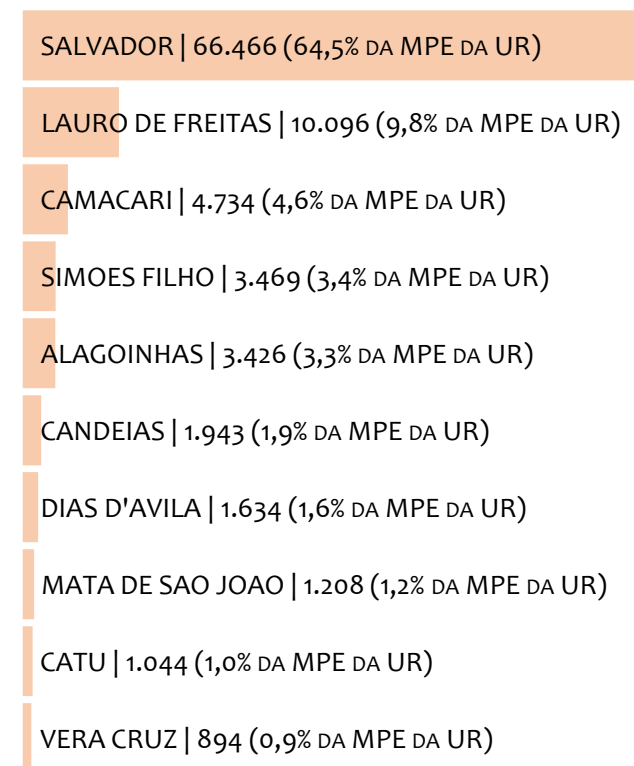 SALVADOR | 66.466 (64,5% DA MPE DA UR)
LAURO DE FREITAS | 10.096 (9,8% DA MPE DA UR)
CAMACARI | 4.734 (4,6% DA MPE DA UR)
SIMOES FILHO | 3.469 (3,4% DA MPE DA UR)
ALAGOINHAS | 3.426 (3,3% DA MPE DA UR)
CANDEIAS | 1.943 (1,9% DA MPE DA UR)
DIAS D'AVILA | 1.634 (1,6% DA MPE DA UR)
MATA DE SAO JOAO | 1.208 (1,2% DA MPE DA UR)
CATU | 1.044 (1,0% DA MPE DA UR)
VERA CRUZ | 894 (0,9% DA MPE DA UR)